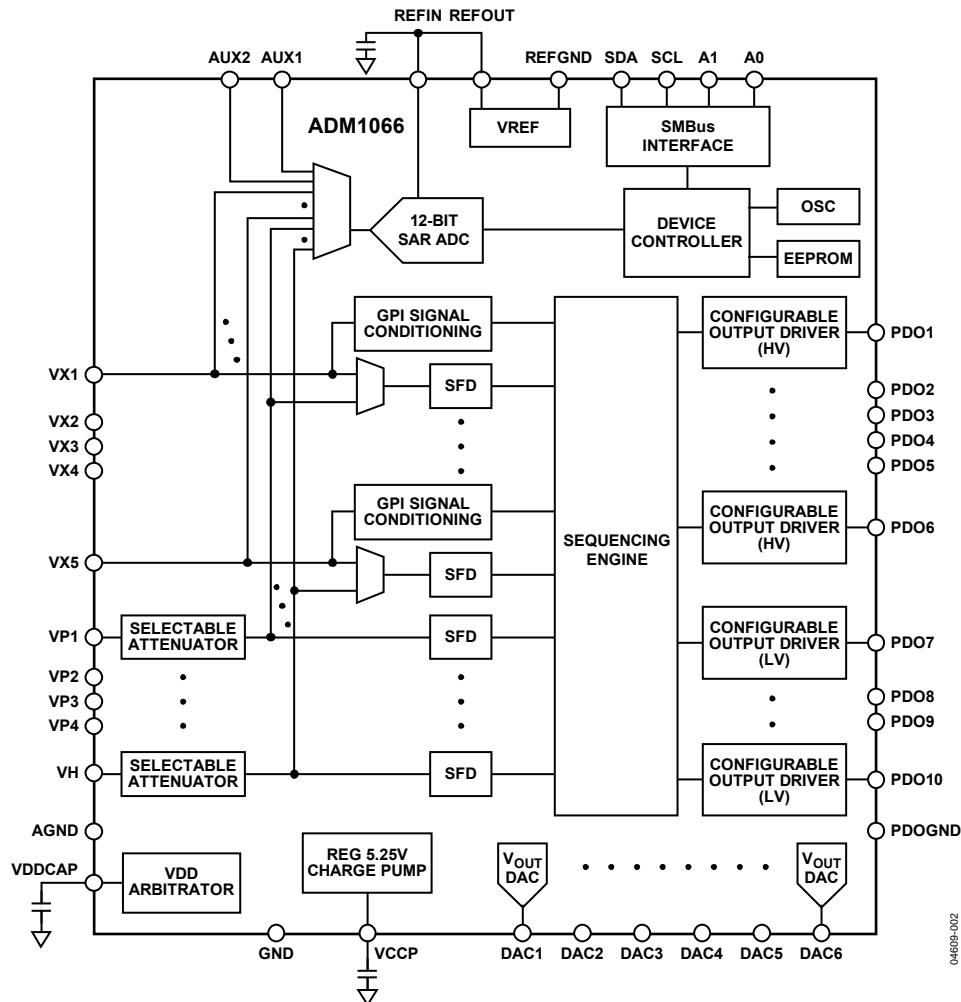 REFIN REFOUT
AUX2 AUX1
REFGND SDA SCL A1 A0
ADM1066
VREF
SMBus
INTERFACE
12-BIT
SAR ADC
DEVICE
CONTROLLER
OSC
EEPROM
GPI SIGNAL
CONDITIONING
CONFIGURABLE
OUTPUT DRIVER
(HV)
PDO1
VX1
SFD
PDO2
VX2
PDO3
VX3
PDO4
VX4
PDO5
GPI SIGNAL
CONDITIONING
CONFIGURABLE
OUTPUT DRIVER
(HV)
PDO6
SEQUENCING
ENGINE
VX5
SFD
VP1
SELECTABLE
ATTENUATOR
SFD
CONFIGURABLE
OUTPUT DRIVER
(LV)
PDO7
VP2
VP3
VP4
PDO8
PDO9
VH
SELECTABLE
ATTENUATOR
SFD
CONFIGURABLE
OUTPUT DRIVER
(LV)
PDO10
AGND
PDOGND
VDDCAP
VDD
ARBITRATOR
REG 5.25V
CHARGE PUMP
VOUT
DAC
VOUT
DAC
GND
VCCP
DAC1 DAC2 DAC3 DAC4 DAC5 DAC6
04609-002